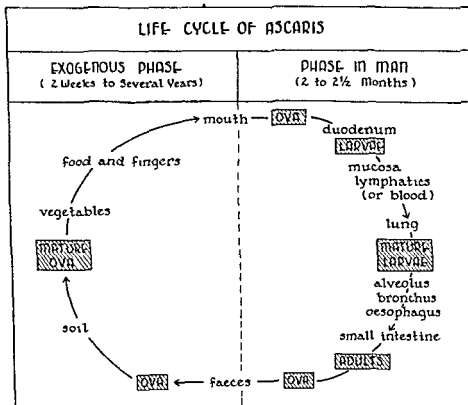 LIFE CYCLE OF ASCARIS
EXOGENOUS PHASE
(2 Weeks to Several Years)
PHASE IN MAN
(2 to 2½ Months)
mouth
OVA
duodenum
LARVAE
mucosa
lymphatics
(or blood)
lung
MATURE
LARVAE
alveolus
bronchus
oesophagus
small intestine
ADULTS
OVA
faeces
OVA
soil
MATURE
OVA
vegetables
food and fingers